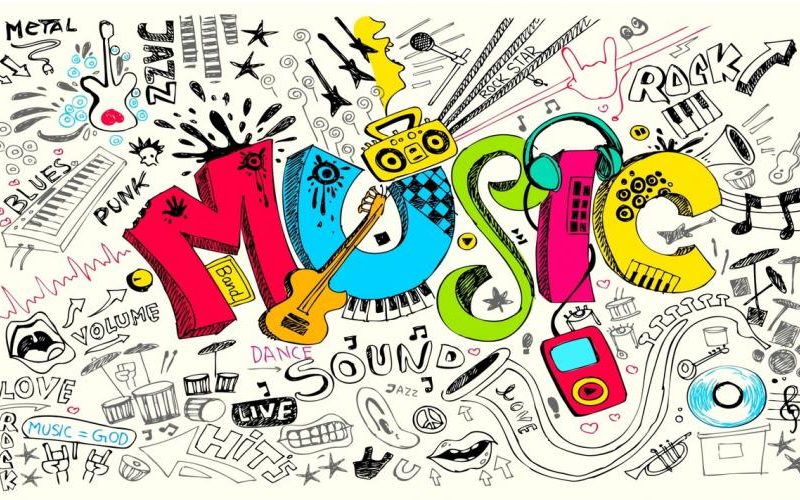 METAL
JAZZ
ROCK STAR
ROCK
BLUES
PUNK
MUSIC
Band
VOLUME
DANCE
SOUND
LOVE
JAZZ
LIVE
LOVE
ROCK
MUSIC = GOD
HITS